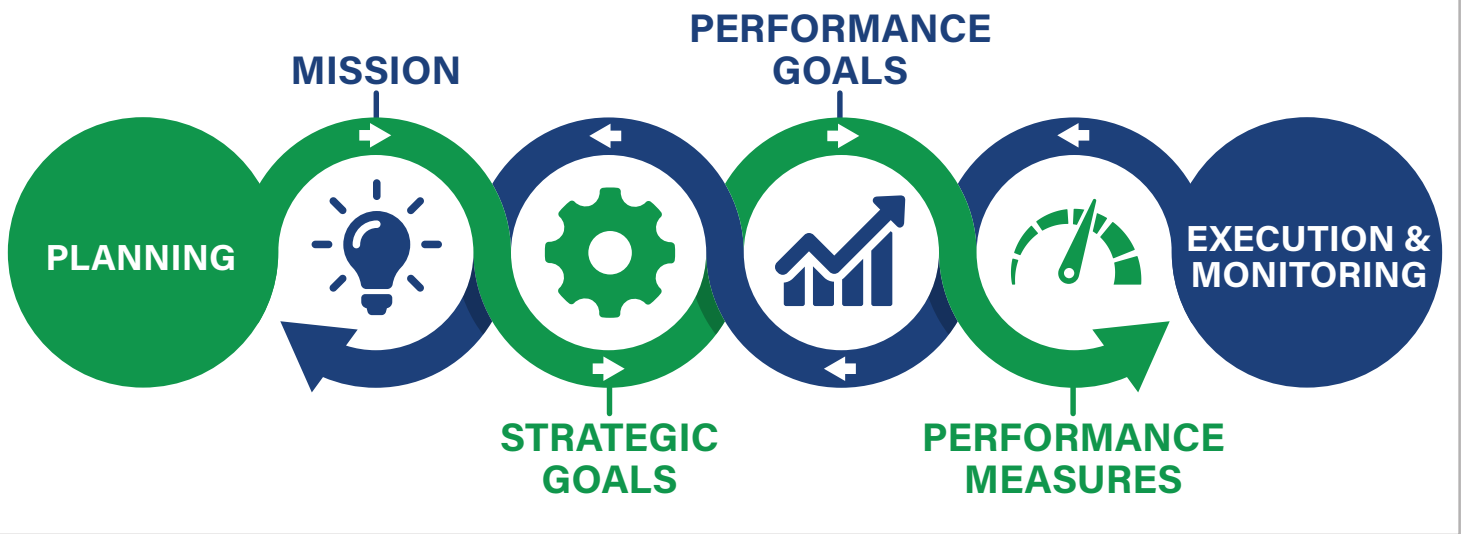 PLANNING
MISSION
STRATEGIC
GOALS
PERFORMANCE
GOALS
PERFORMANCE
MEASURES
EXECUTION &
MONITORING